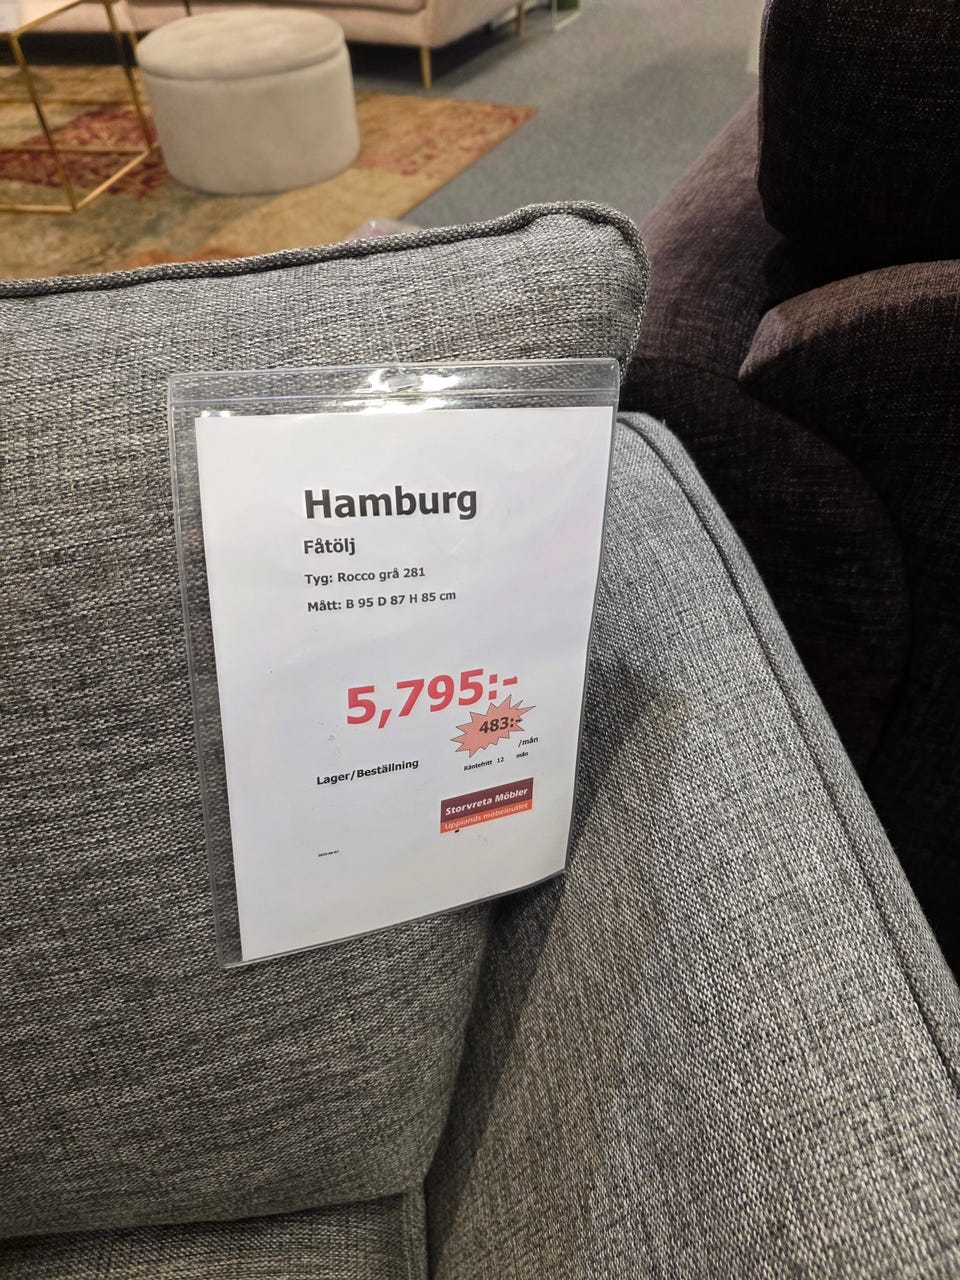 Hamburg
Fåtölj
Tyg: Rocco grå 281
Mått: B 95 D 87 H 85 cm
5,795:-
483:-
/mån
Räntefritt 12 mån
Lager/Beställning
Storvreta Möbler
Upplands möbeloutlet